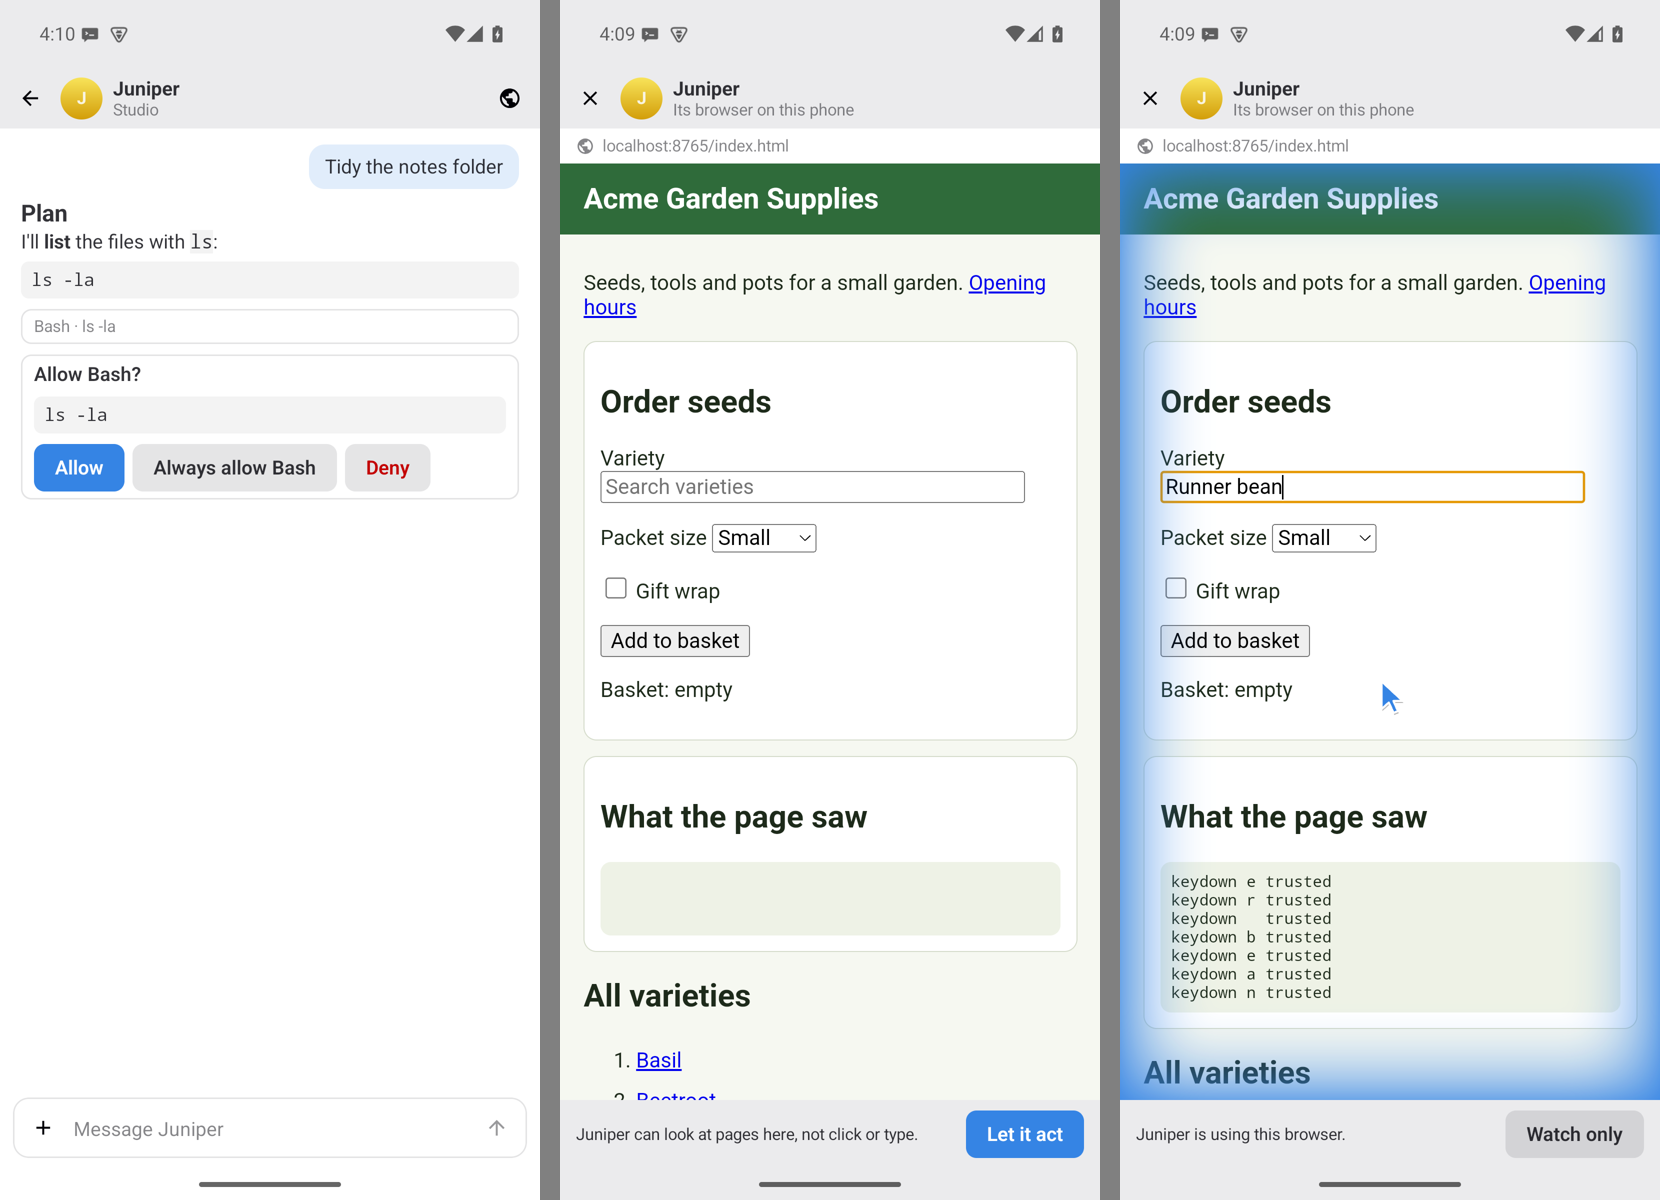 4:10
J
Juniper
Studio
Tidy the notes folder
Plan
I'll list the files with ls:
ls -la
Bash · ls -la
Allow Bash?
ls -la
Allow
Always allow Bash
Deny
Message Juniper
4:09
J
Juniper
Its browser on this phone
localhost:8765/index.html
Acme Garden Supplies
Seeds, tools and pots for a small garden. Opening
hours
Order seeds
Variety
Search varieties
Packet size Small
Gift wrap
Add to basket
Basket: empty
What the page saw
All varieties
1. Basil
2. Beetroot
Juniper can look at pages here, not click or type.
Let it act
4:09
J
Juniper
Its browser on this phone
localhost:8765/index.html
Acme Garden Supplies
Seeds, tools and pots for a small garden. Opening
hours
Order seeds
Variety
Runner bean
Packet size Small
Gift wrap
Add to basket
Basket: empty
What the page saw
keydown e trusted
keydown r trusted
keydown   trusted
keydown b trusted
keydown e trusted
keydown a trusted
keydown n trusted
All varieties
Juniper is using this browser.
Watch only